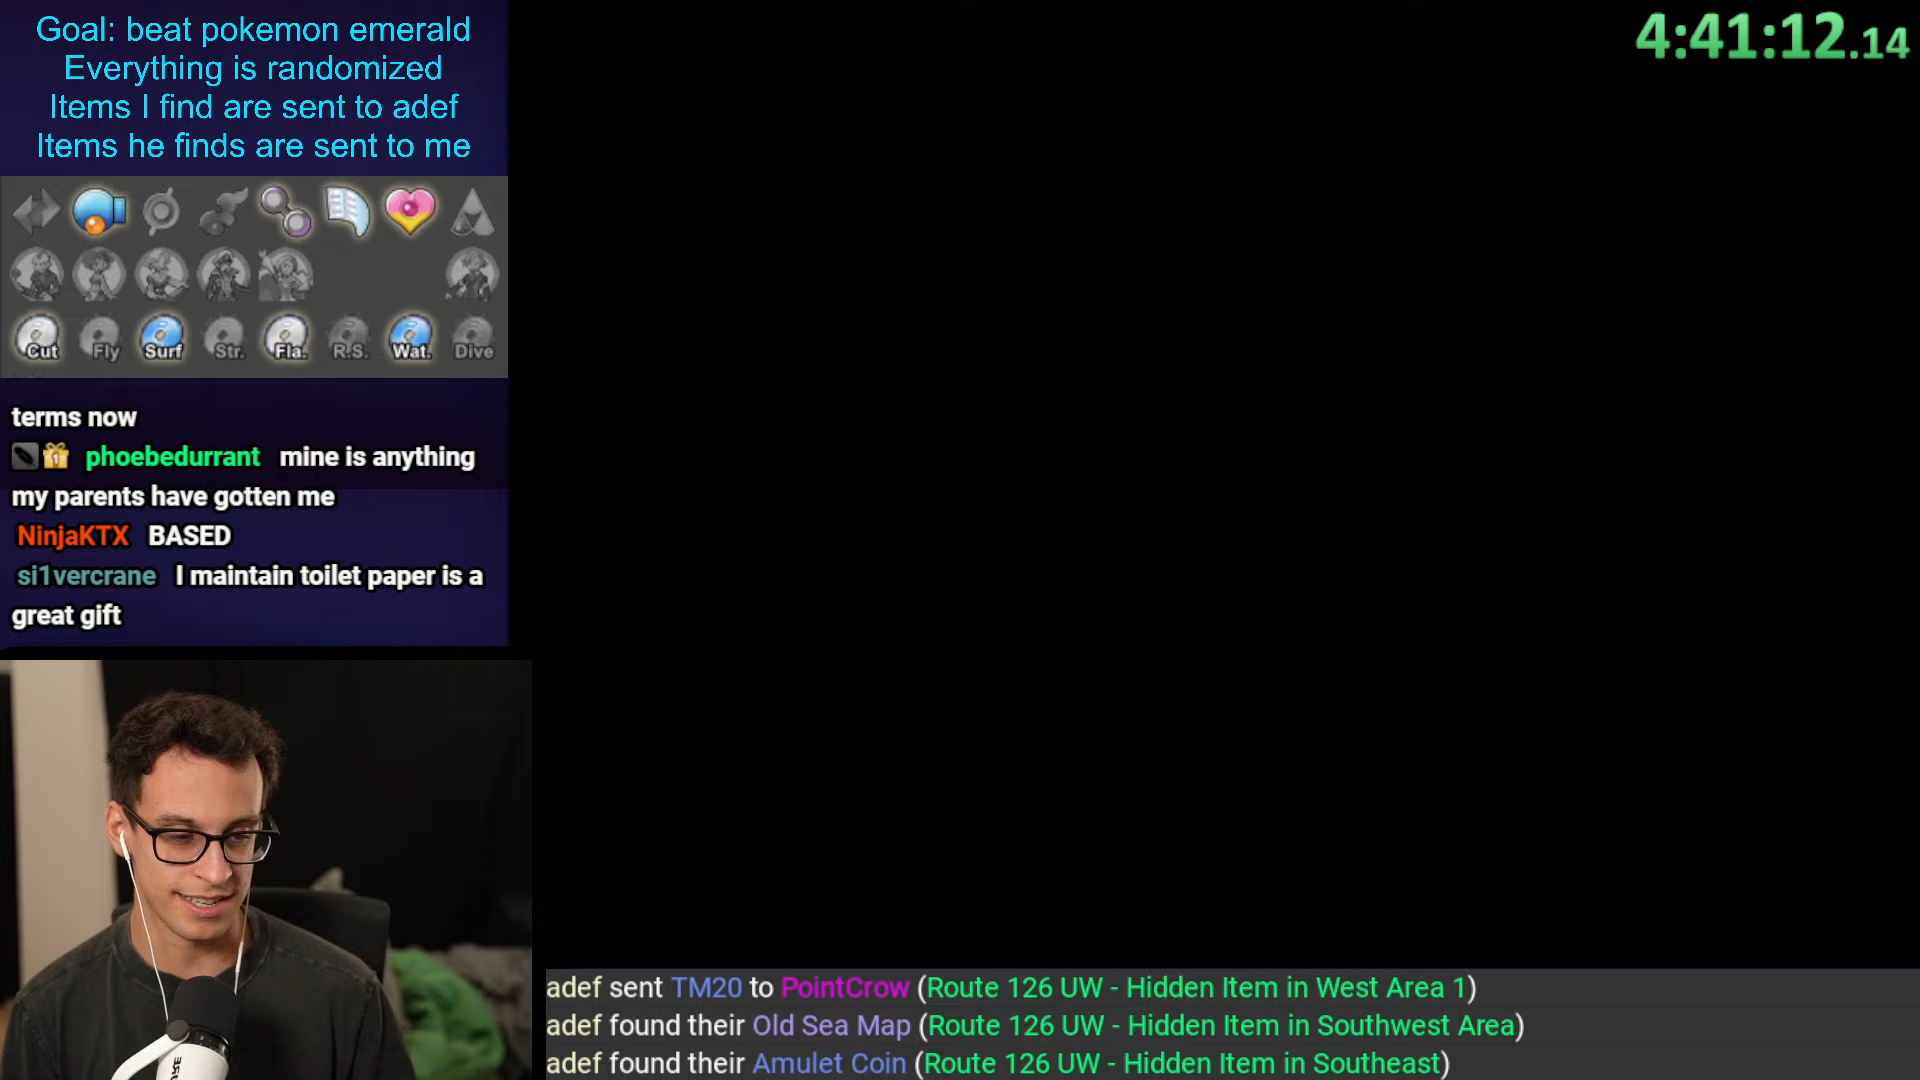 Goal: beat pokemon emerald
Everything is randomized
Items I find are sent to adef
Items he finds are sent to me
4:41:12.14
Cut Fly Surf Str. Fla. R.S. Wat. Dive
terms now
phoebedurrant mine is anything
my parents have gotten me
NinjaKTX BASED
si1vercrane I maintain toilet paper is a
great gift
adef sent TM20 to PointCrow (Route 126 UW - Hidden Item in West Area 1)
adef found their Old Sea Map (Route 126 UW - Hidden Item in Southwest Area)
adef found their Amulet Coin (Route 126 UW - Hidden Item in Southeast)